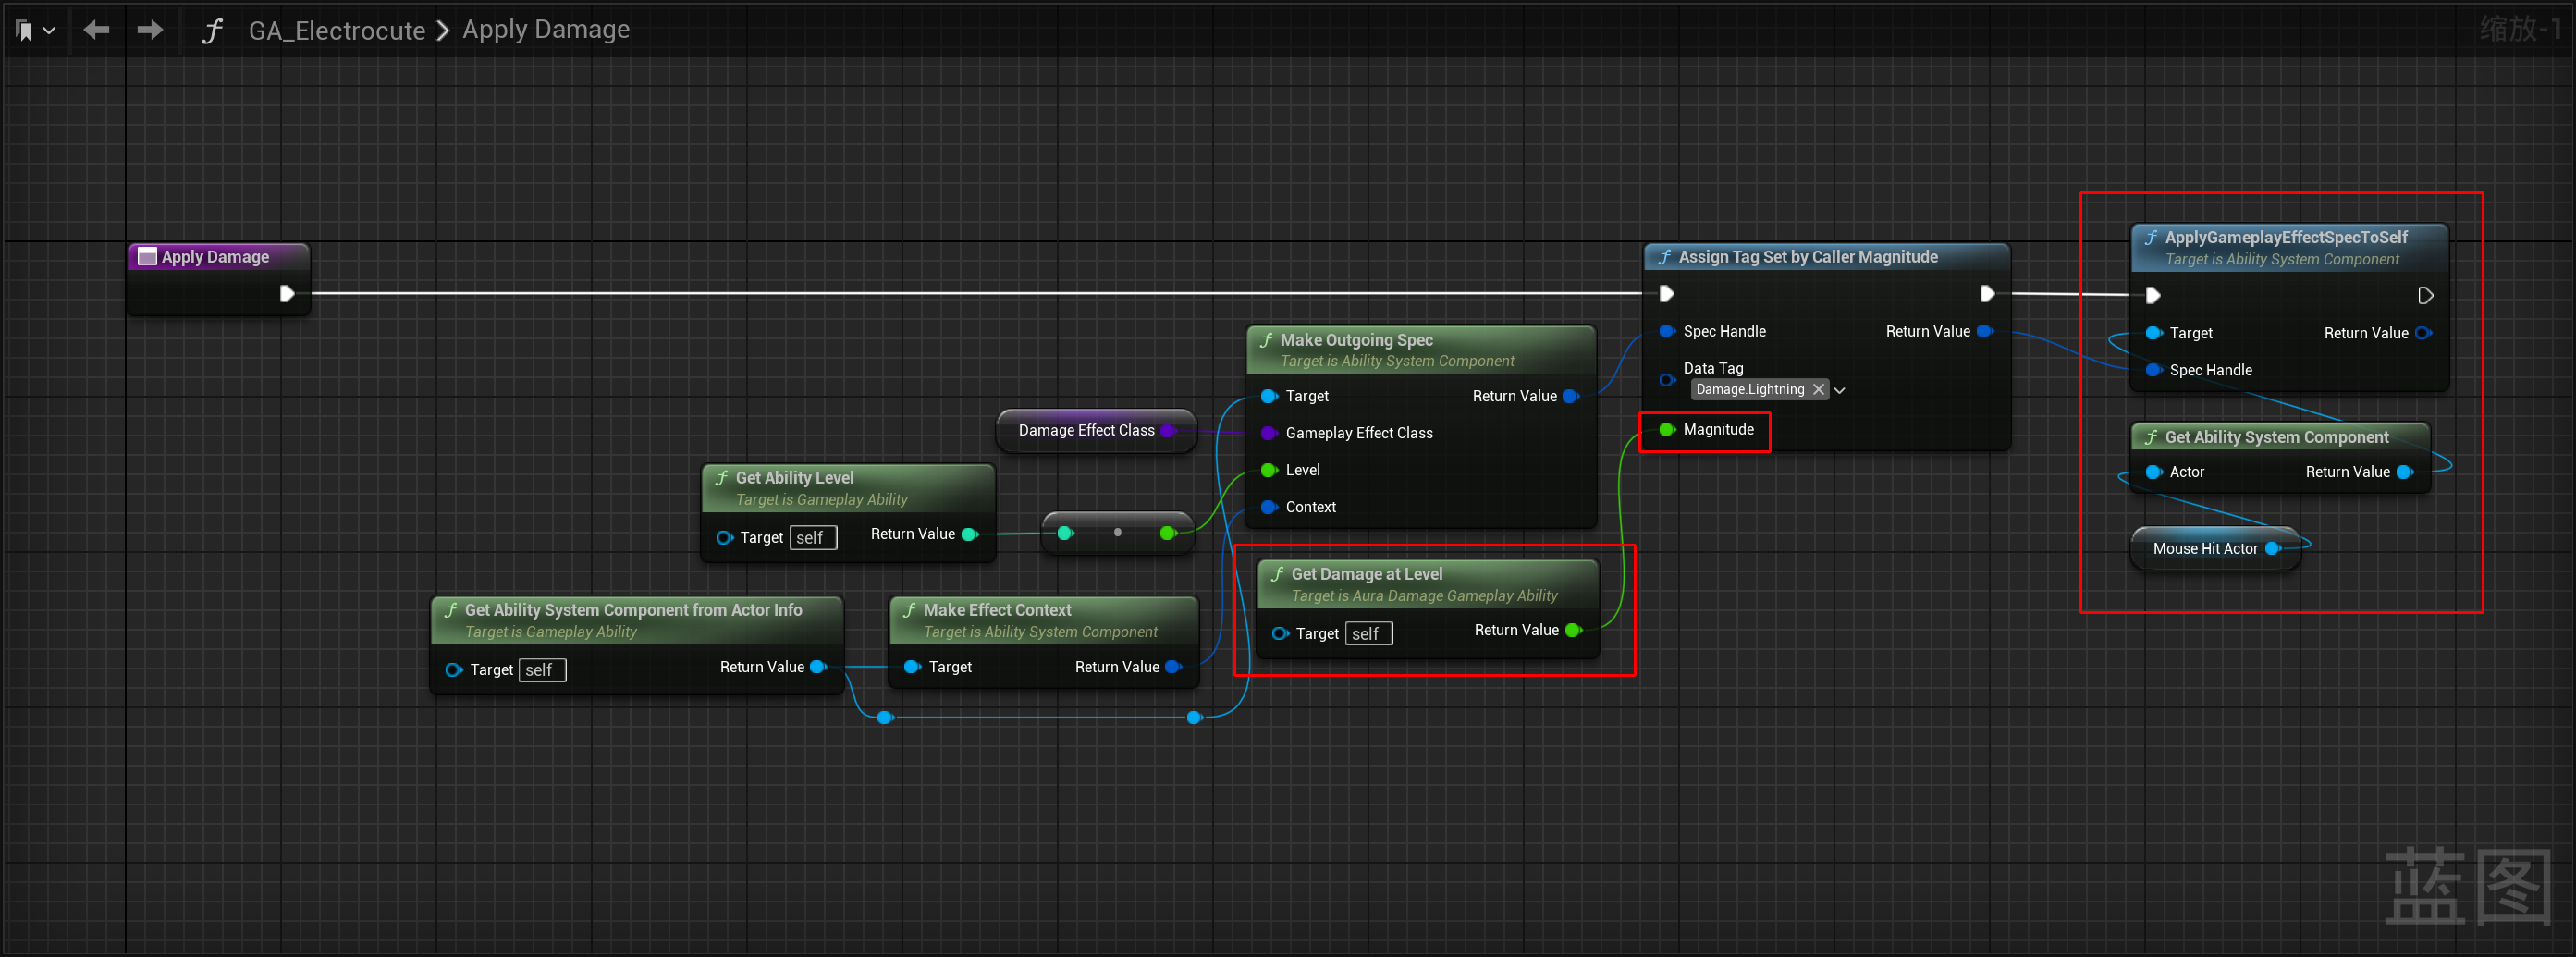 GA_Electrocute > Apply Damage
缩放-1
Apply Damage
Assign Tag Set by Caller Magnitude
Spec Handle
Return Value
Data Tag
Damage.Lightning
Magnitude
ApplyGameplayEffectSpecToSelf
Target is Ability System Component
Target
Return Value
Spec Handle
Make Outgoing Spec
Target is Ability System Component
Target
Return Value
Gameplay Effect Class
Level
Context
Damage Effect Class
Get Ability System Component
Actor
Return Value
Mouse Hit Actor
Get Ability Level
Target is Gameplay Ability
Target self
Return Value
Get Damage at Level
Target is Aura Damage Gameplay Ability
Target self
Return Value
Get Ability System Component from Actor Info
Target is Gameplay Ability
Target self
Return Value
Make Effect Context
Target is Ability System Component
Target
Return Value
蓝图